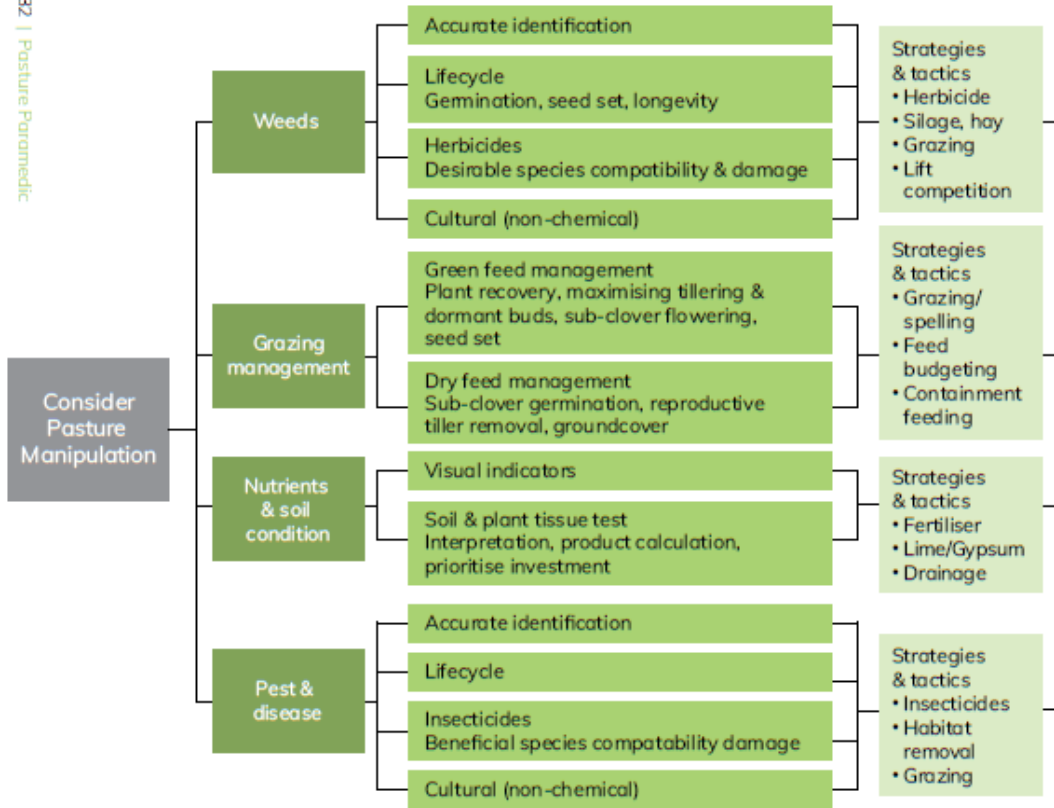 32 | Pasture Paramedic
Consider
Pasture
Manipulation
Weeds
Accurate identification
Lifecycle
Germination, seed set, longevity
Herbicides
Desirable species compatibility & damage
Cultural (non-chemical)
Strategies
& tactics
• Herbicide
• Silage, hay
• Grazing
• Lift
competition
Grazing
management
Green feed management
Plant recovery, maximising tillering &
dormant buds, sub-clover flowering,
seed set
Dry feed management
Sub-clover germination, reproductive
tiller removal, groundcover
Strategies
& tactics
• Grazing/
spelling
• Feed
budgeting
• Containment
feeding
Nutrients
& soil
condition
Visual indicators
Soil & plant tissue test
Interpretation, product calculation,
prioritise investment
Strategies
& tactics
• Fertiliser
• Lime/Gypsum
• Drainage
Pest &
disease
Accurate identification
Lifecycle
Insecticides
Beneficial species compatability damage
Cultural (non-chemical)
Strategies
& tactics
• Insecticides
• Habitat
removal
• Grazing